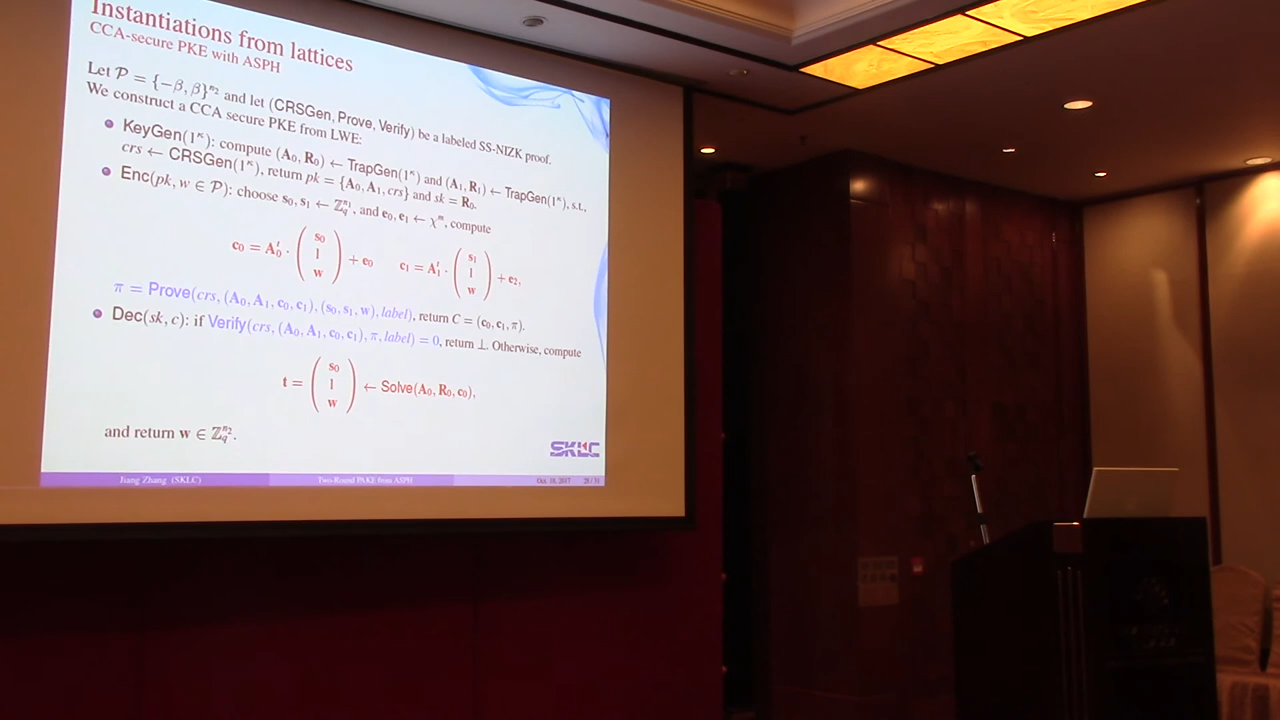 Instantiations from lattices
CCA-secure PKE with ASPH
Let 𝒫 = {−β, β}^{n₂} and let (CRSGen, Prove, Verify) be a labeled SS-NIZK proof.
We construct a CCA secure PKE from LWE:
KeyGen(1^κ): compute (A₀, R₀) ← TrapGen(1^κ) and (A₁, R₁) ← TrapGen(1^κ), s.t.,
crs ← CRSGen(1^κ), return pk = {A₀, A₁, crs} and sk = R₀.
Enc(pk, w ∈ 𝒫): choose s₀, s₁ ← ℤ_q^{n₁}, and e₀, e₁ ← χ^m, compute
c₀ = A₀^t · (s₀ 1 w) + e₀ c₁ = A₁^t · (s₁ 1 w) + e₂,
π = Prove(crs, (A₀, A₁, c₀, c₁), (s₀, s₁, w), label), return C = (c₀, c₁, π).
Dec(sk, c): if Verify(crs, (A₀, A₁, c₀, c₁), π, label) = 0, return ⊥. Otherwise, compute
t = (s₀ 1 w) ← Solve(A₀, R₀, c₀),
and return w ∈ ℤ_q^{n₂}.
SKLC
Jiang Zhang (SKLC) Two-Round PAKE from ASPH Oct. 18, 2017 28 / 31